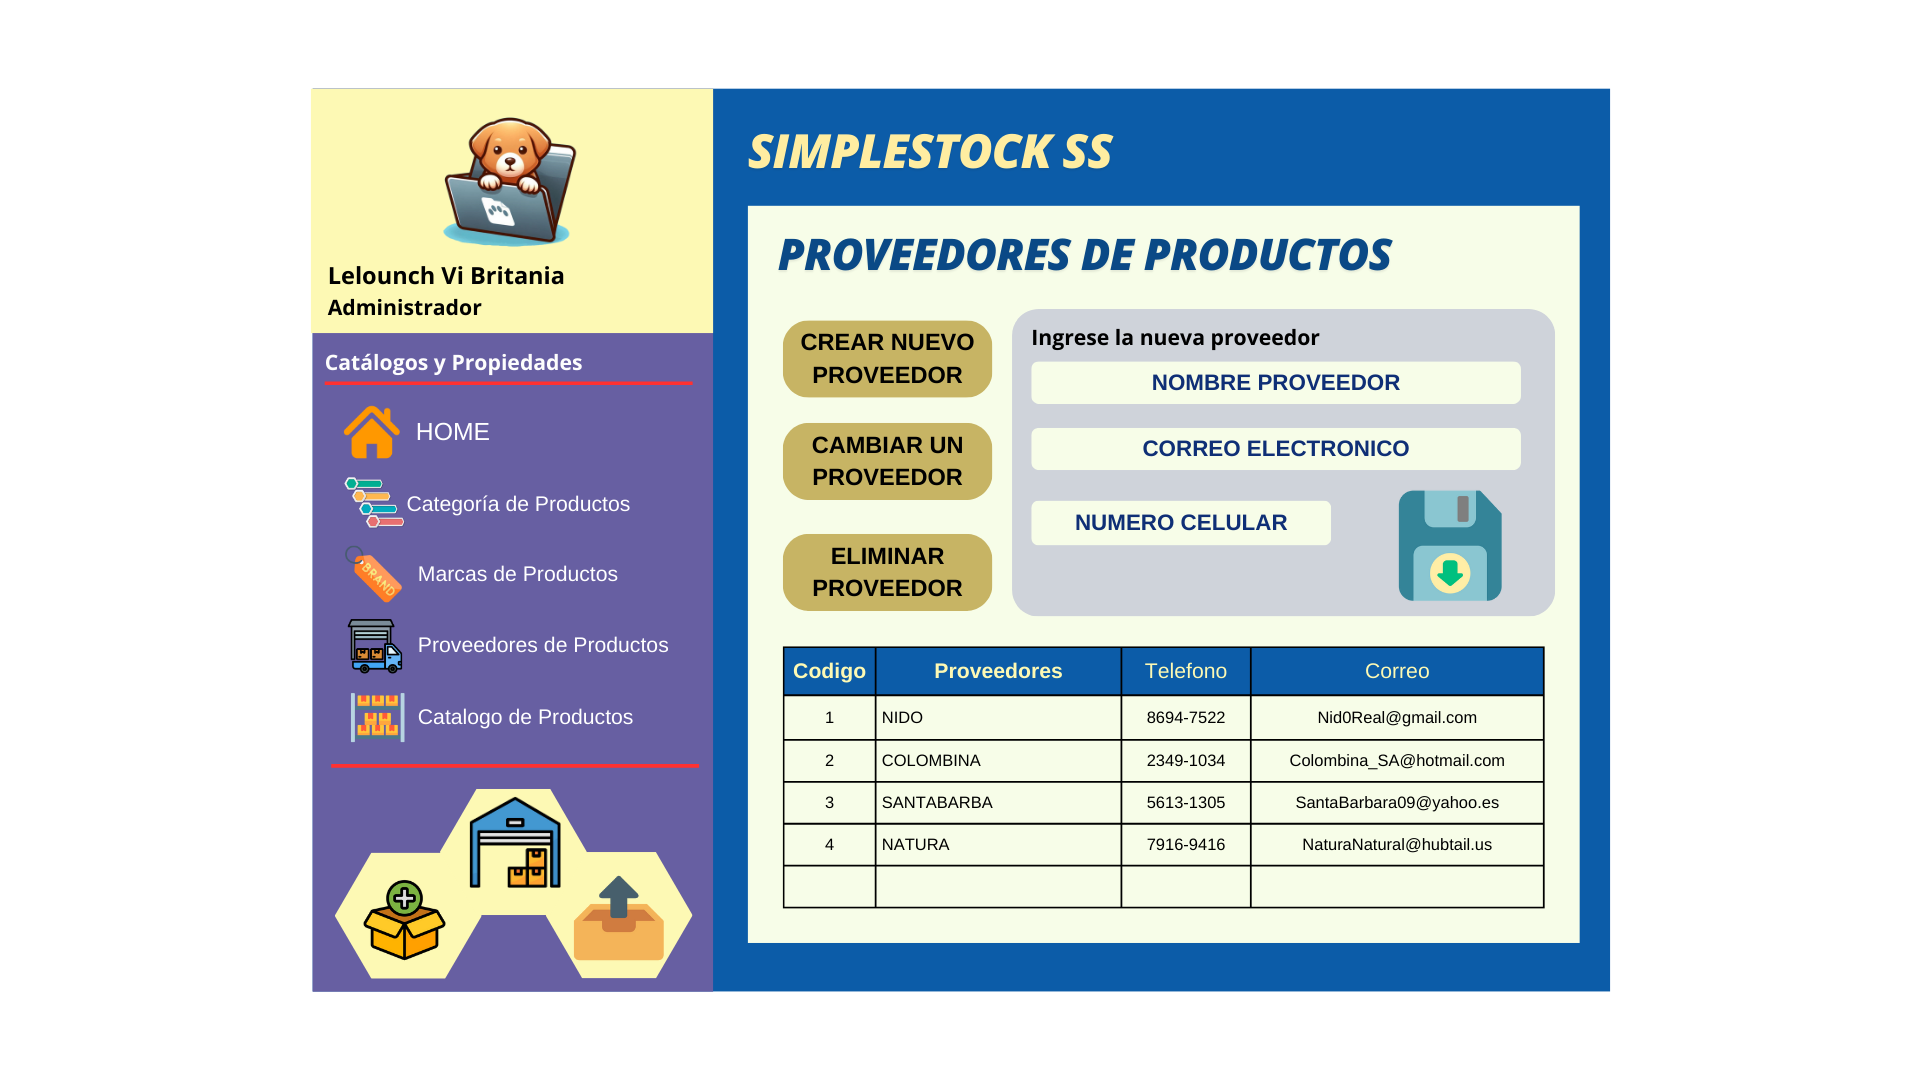 Lelounch Vi Britania
Administrador
Catálogos y Propiedades
HOME
Categoría de Productos
BRAND
Marcas de Productos
Proveedores de Productos
Catalogo de Productos
SIMPLESTOCK SS
PROVEEDORES DE PRODUCTOS
CREAR NUEVO
PROVEEDOR
CAMBIAR UN
PROVEEDOR
ELIMINAR
PROVEEDOR
Ingrese la nueva proveedor
NOMBRE PROVEEDOR
CORREO ELECTRONICO
NUMERO CELULAR
Codigo Proveedores Telefono Correo
1 NIDO 8694-7522 Nid0Real@gmail.com
2 COLOMBINA 2349-1034 Colombina_SA@hotmail.com
3 SANTABARBA 5613-1305 SantaBarbara09@yahoo.es
4 NATURA 7916-9416 NaturaNatural@hubtail.us